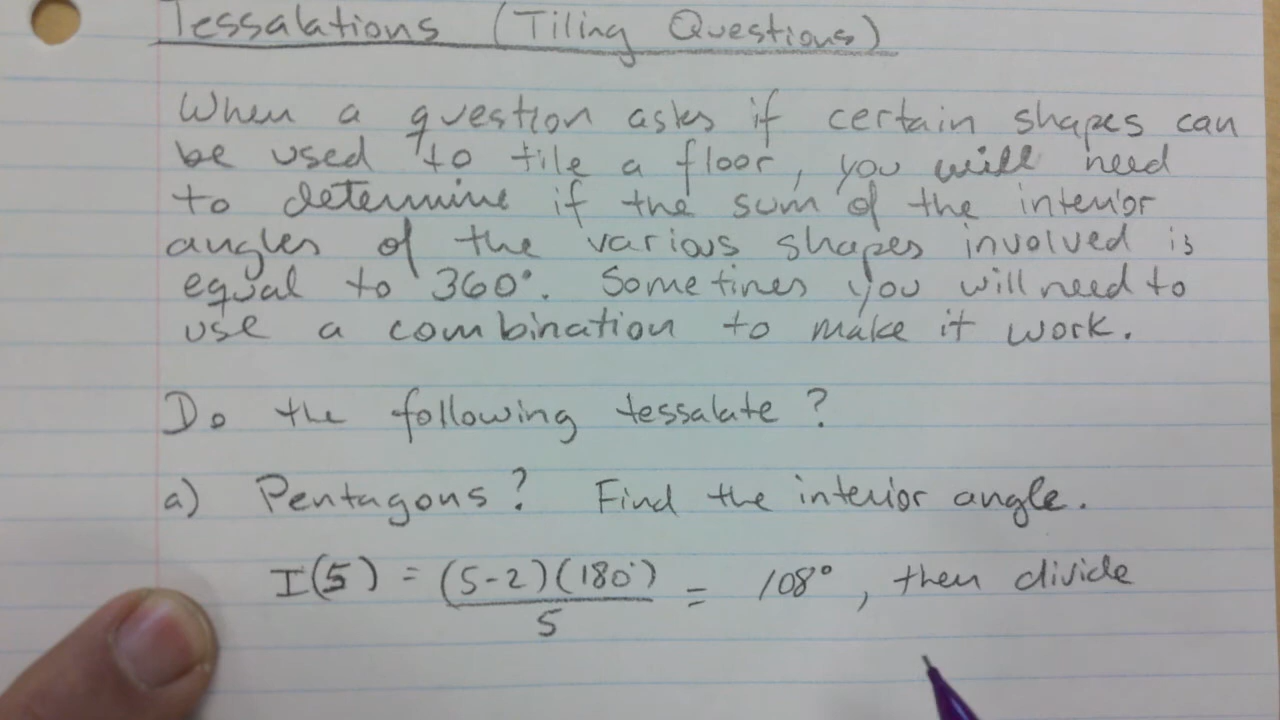 Tessalations (Tiling Questions)
When a question asks if certain shapes can
be used to tile a floor, you will need
to determine if the sum of the interior
angles of the various shapes involved is
equal to 360°. Sometimes you will need to
use a combination to make it work.
Do the following tessalate?
a) Pentagons? Find the interior angle.
I(5) = (5-2)(180°)/5 = 108°, then divide